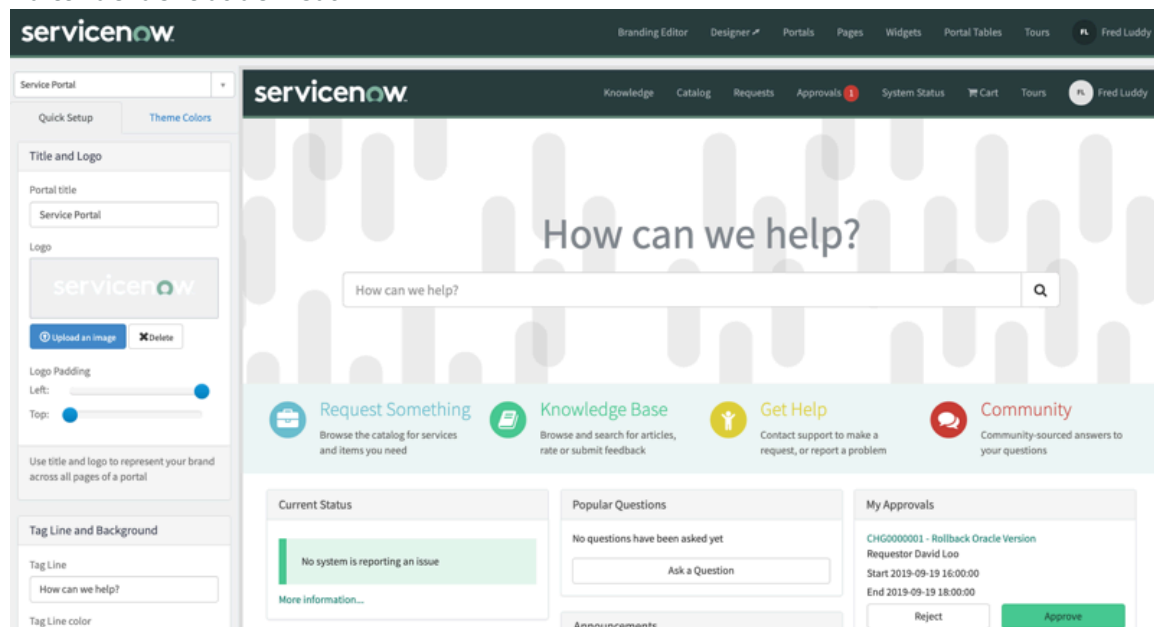 servicenow
Branding Editor Designer Portals Pages Widgets Portal Tables Tours FL Fred Luddy
Service Portal
Quick Setup Theme Colors
Title and Logo
Portal title
Service Portal
Logo
servicenow
Upload an image Delete
Logo Padding
Left:
Top:
Use title and logo to represent your brand
across all pages of a portal
Tag Line and Background
Tag Line
How can we help?
Tag Line color
servicenow
Knowledge Catalog Requests Approvals 1 System Status Cart Tours FL Fred Luddy
How can we help?
How can we help?
Request Something
Browse the catalog for services
and items you need
Knowledge Base
Browse and search for articles,
rate or submit feedback
Get Help
Contact support to make a
request, or report a problem
Community
Community-sourced answers to
your questions
Current Status
No system is reporting an issue
More information...
Popular Questions
No questions have been asked yet
Ask a Question
Announcements
My Approvals
CHG0000001 - Rollback Oracle Version
Requestor David Loo
Start 2019-09-19 16:00:00
End 2019-09-19 18:00:00
Reject Approve